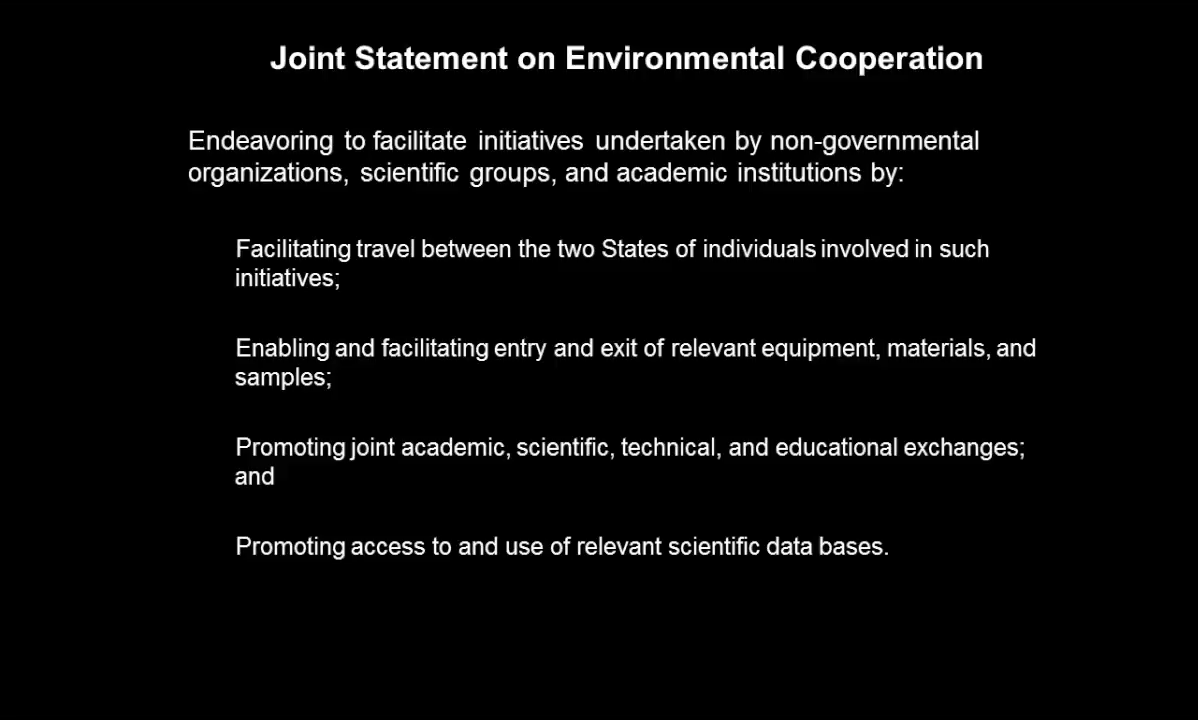 Joint Statement on Environmental Cooperation
Endeavoring to facilitate initiatives undertaken by non-governmental
organizations, scientific groups, and academic institutions by:
Facilitating travel between the two States of individuals involved in such
initiatives;
Enabling and facilitating entry and exit of relevant equipment, materials, and
samples;
Promoting joint academic, scientific, technical, and educational exchanges;
and
Promoting access to and use of relevant scientific data bases.